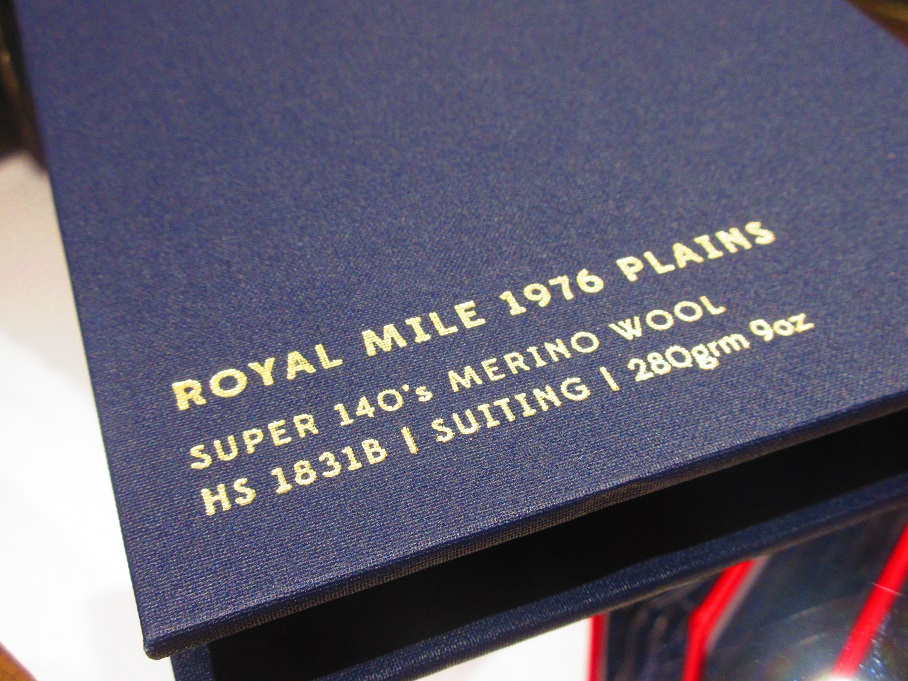 ROYAL MILE 1976 PLAINS
SUPER 140's MERINO WOOL
HS 1831B | SUITING | 280grm 9oz